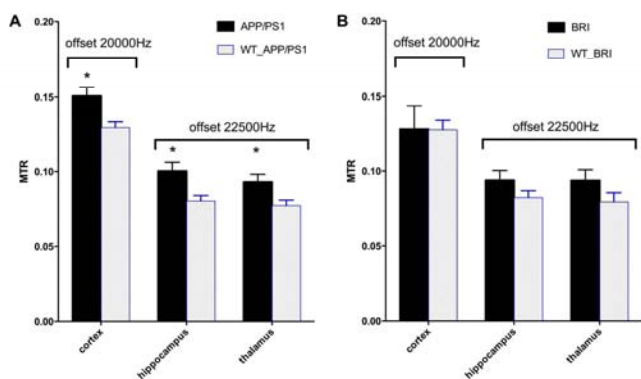 A
APP/PS1
WT_APP/PS1
offset 20000Hz
*
offset 22500Hz
*
*
MTR
0.20
0.15
0.10
0.05
0.00
cortex
hippocampus
thalamus
B
BRI
WT_BRI
offset 20000Hz
offset 22500Hz
MTR
0.20
0.15
0.10
0.05
0.00
cortex
hippocampus
thalamus